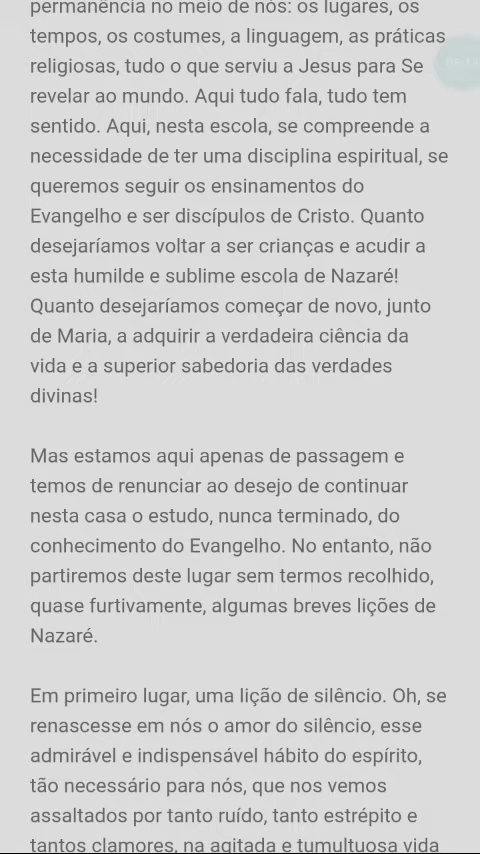 permanência no meio de nós: os lugares, os
tempos, os costumes, a linguagem, as práticas
religiosas, tudo o que serviu a Jesus para Se
revelar ao mundo. Aqui tudo fala, tudo tem
sentido. Aqui, nesta escola, se compreende a
necessidade de ter uma disciplina espiritual, se
queremos seguir os ensinamentos do
Evangelho e ser discípulos de Cristo. Quanto
desejaríamos voltar a ser crianças e acudir a
esta humilde e sublime escola de Nazaré!
Quanto desejaríamos começar de novo, junto
de Maria, a adquirir a verdadeira ciência da
vida e a superior sabedoria das verdades
divinas!
Mas estamos aqui apenas de passagem e
temos de renunciar ao desejo de continuar
nesta casa o estudo, nunca terminado, do
conhecimento do Evangelho. No entanto, não
partiremos deste lugar sem termos recolhido,
quase furtivamente, algumas breves lições de
Nazaré.
Em primeiro lugar, uma lição de silêncio. Oh, se
renascesse em nós o amor do silêncio, esse
admirável e indispensável hábito do espírito,
tão necessário para nós, que nos vemos
assaltados por tanto ruído, tanto estrépito e
tantos clamores, na agitada e tumultuosa vida